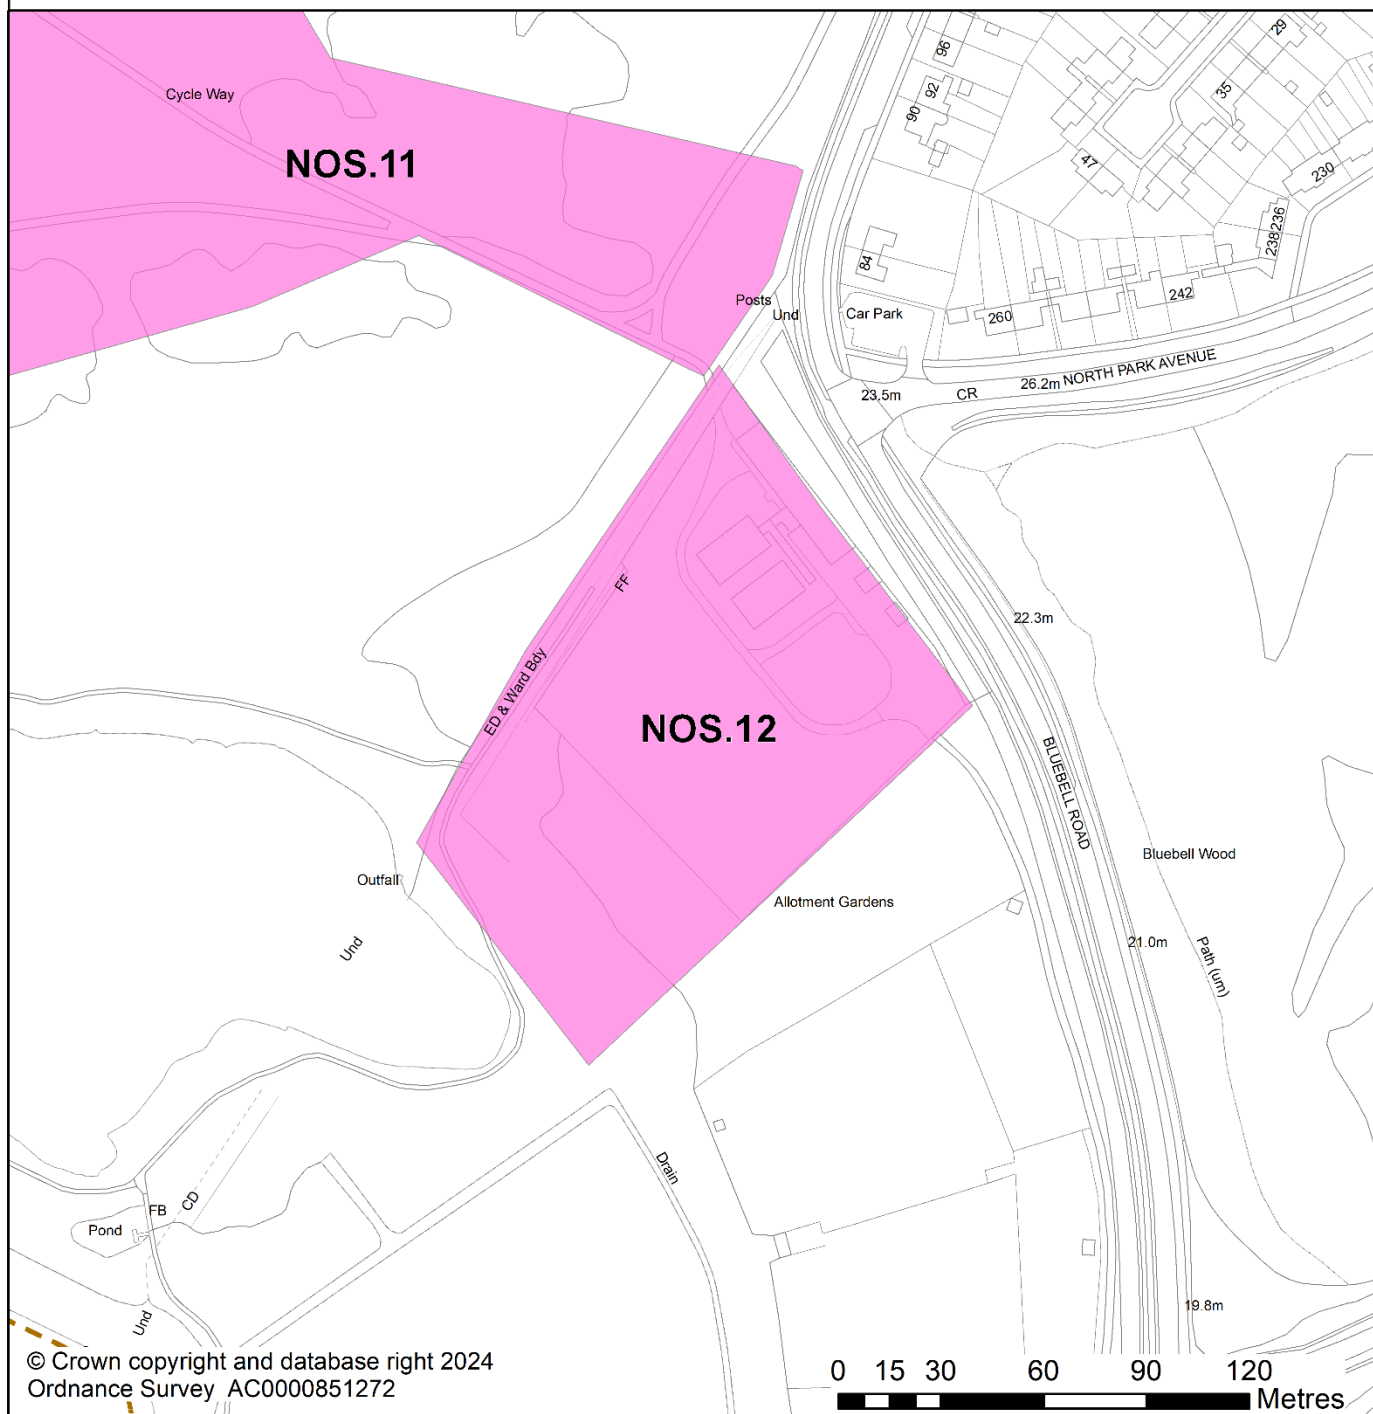 Cycle Way
NOS.11
96
92
90
29
35
47
230
236
238
84
Posts
Und
Car Park
260
242
NORTH PARK AVENUE
26.2m
CR
23.5m
FF
22.3m
ED & Ward Bdy
NOS.12
BLUEBELL ROAD
Bluebell Wood
Outfall
Allotment Gardens
Und
21.0m
Path (um)
Drain
CD
FB
Pond
Und
19.8m
© Crown copyright and database right 2024
Ordnance Survey AC0000851272
0 15 30 60 90 120
Metres